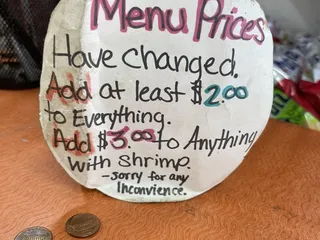 Menu Prices
Have changed.
Add at least $2.00
to Everything.
Add $3.00 to Anything
with shrimp.
-sorry for any
Inconvience.